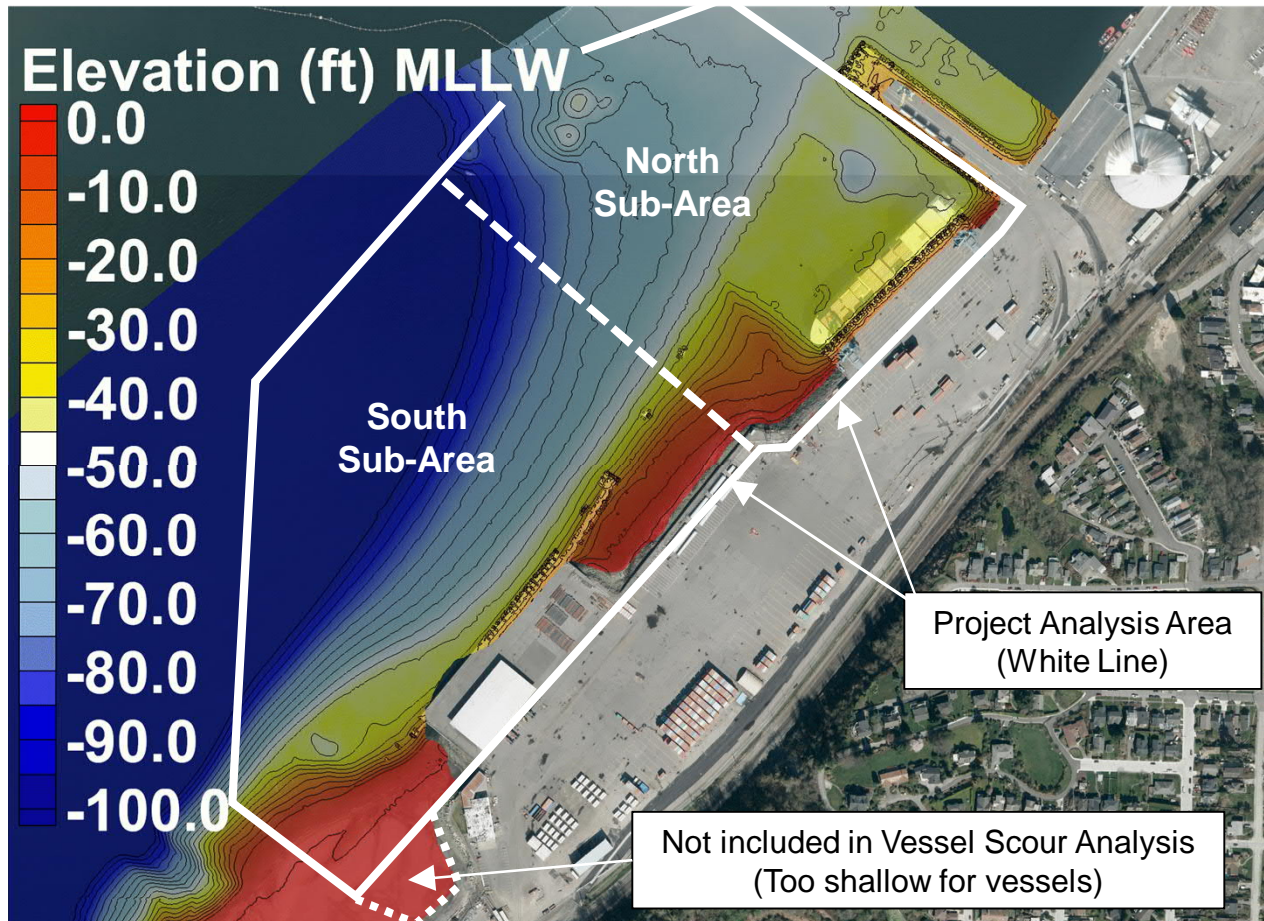 Elevation (ft) MLLW
0.0
-10.0
-20.0
-30.0
-40.0
-50.0
-60.0
-70.0
-80.0
-90.0
-100.0
North
Sub-Area
South
Sub-Area
Project Analysis Area
(White Line)
Not included in Vessel Scour Analysis
(Too shallow for vessels)